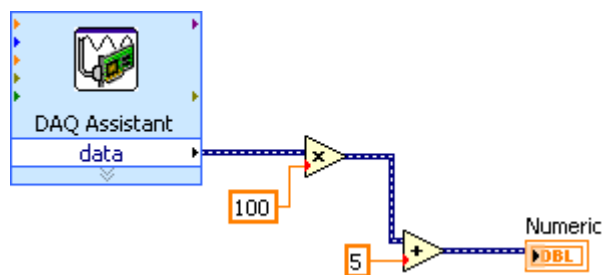 DAQ Assistant
data
×
100
+
5
Numeric
DBL